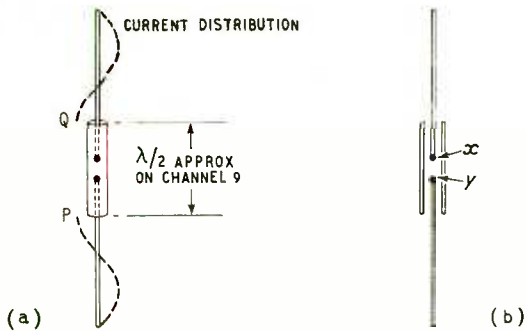 CURRENT DISTRIBUTION
Q
λ/2 APPROX
ON CHANNEL 9
P
(a)
x
y
(b)